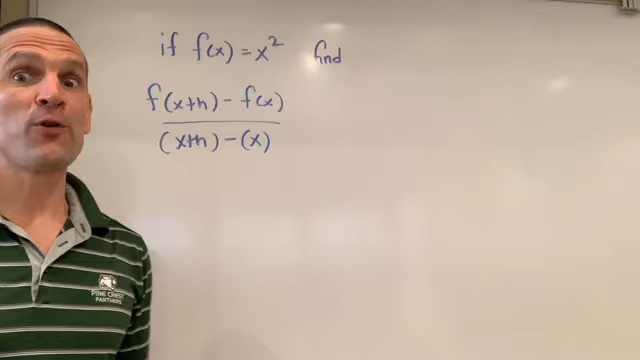 if f(x) = x²   find
f(x+h) - f(x)
(x+h) - (x)
PINE CREST
PANTHERS